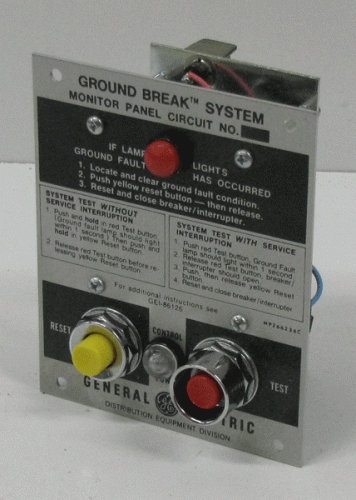 GROUND BREAK™ SYSTEM
MONITOR PANEL CIRCUIT NO.
IF LAMP LIGHTS
GROUND FAULT HAS OCCURRED
1. Locate and clear ground fault condition.
2. Push yellow reset button — then release.
3. Reset and close breaker/interrupter.
SYSTEM TEST WITHOUT
SERVICE INTERRUPTION
1. Push and hold in red Test button.
(Ground fault lamp should light
within 1 second.) Then push and
hold in yellow Reset button.
2. Release red Test button before re-
leasing yellow Reset button.
SYSTEM TEST WITH SERVICE
INTERRUPTION
1. Push red Test button, Ground Fault
lamp should light within 1 second.
2. Release red Test button, breaker/
interrupter should open.
3. Push, then release, yellow Reset
button.
4. Reset and close breaker/interrupter
For additional instructions see
GEI-86120
RESET
CONTROL
TEST
GENERAL GE
DISTRIBUTION EQUIPMENT DIVISION